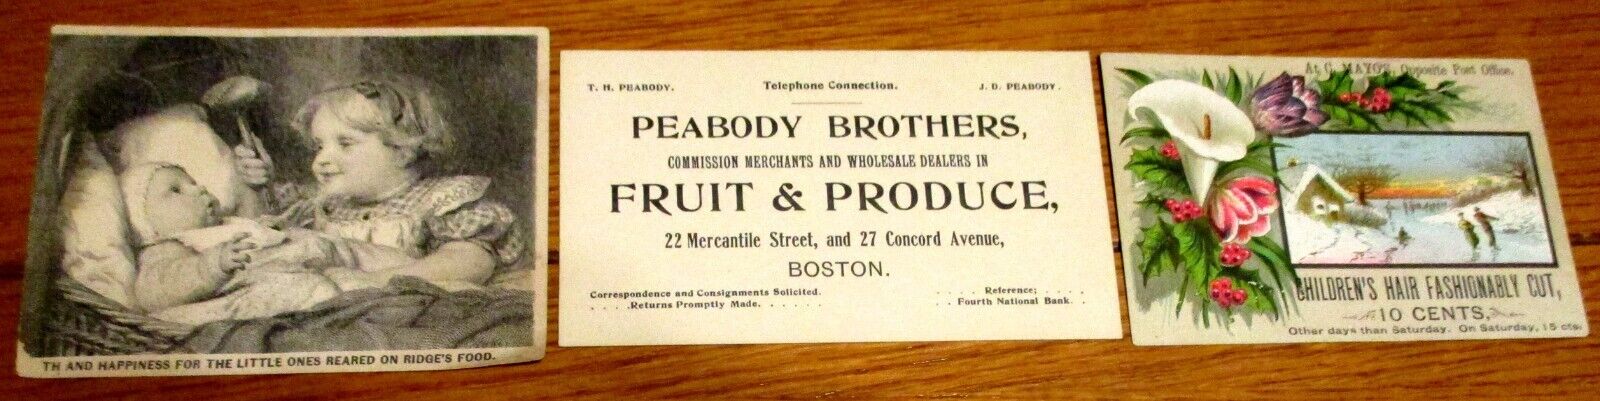 TH AND HAPPINESS FOR THE LITTLE ONES REARED ON RIDGE'S FOOD.
T. H. PEABODY. Telephone Connection. J. D. PEABODY.
PEABODY BROTHERS,
COMMISSION MERCHANTS AND WHOLESALE DEALERS IN
FRUIT & PRODUCE,
22 Mercantile Street, and 27 Concord Avenue,
BOSTON.
Correspondence and Consignments Solicited. . . . . . Reference; . . . .
. . . .Returns Promptly Made. . . . . . . . Fourth National Bank. .
At C. MAYOR, Opposite Post Office.
CHILDREN'S HAIR FASHIONABLY CUT,
10 CENTS,
Other days than Saturday. On Saturday, 15 cts.